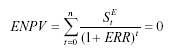 ENPV = \sum_{t=0}^{n} \frac{S_t^E}{(1 + ERR)^t} = 0